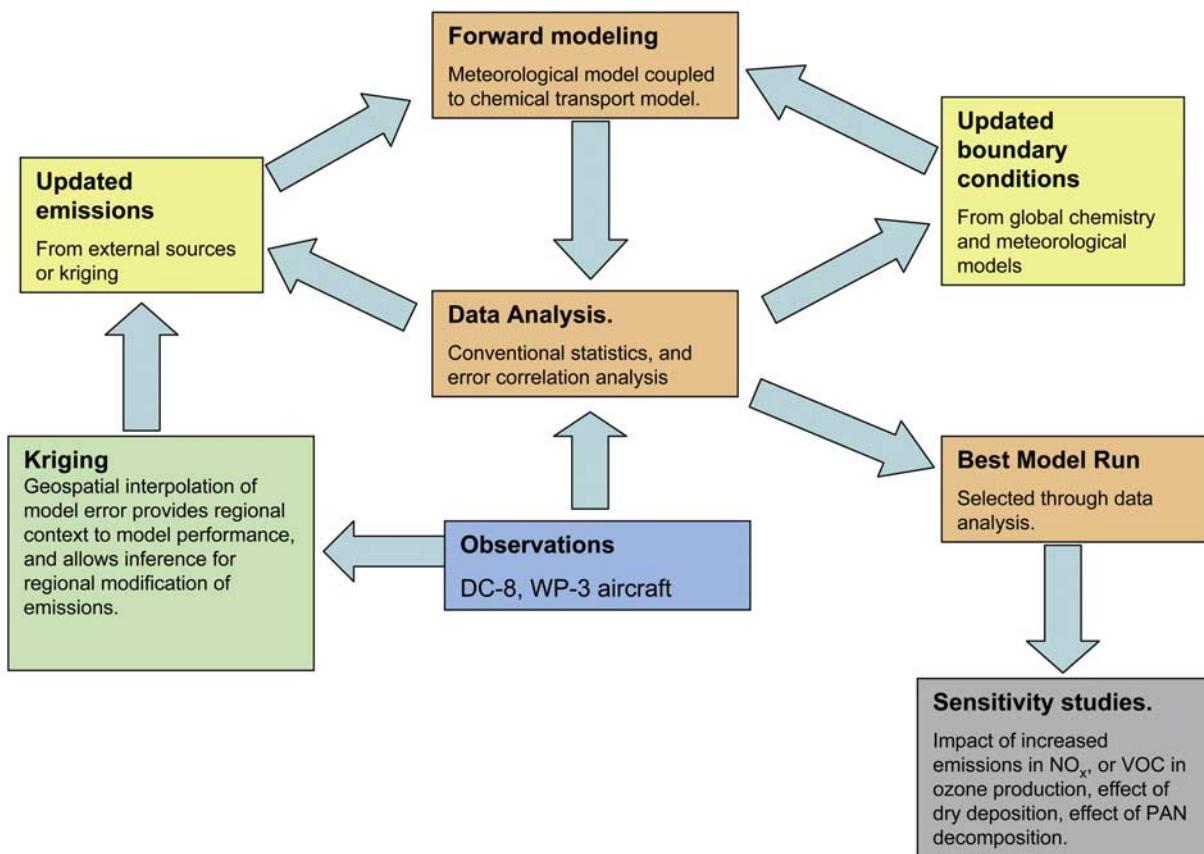 Forward modeling
Meteorological model coupled
to chemical transport model.
Updated
boundary
conditions
From global chemistry
and meteorological
models
Updated
emissions
From external sources
or kriging
Data Analysis.
Conventional statistics, and
error correlation analysis
Kriging
Geospatial interpolation of
model error provides regional
context to model performance,
and allows inference for
regional modification of
emissions.
Observations
DC-8, WP-3 aircraft
Best Model Run
Selected through data
analysis.
Sensitivity studies.
Impact of increased
emissions in NOx, or VOC in
ozone production, effect of
dry deposition, effect of PAN
decomposition.